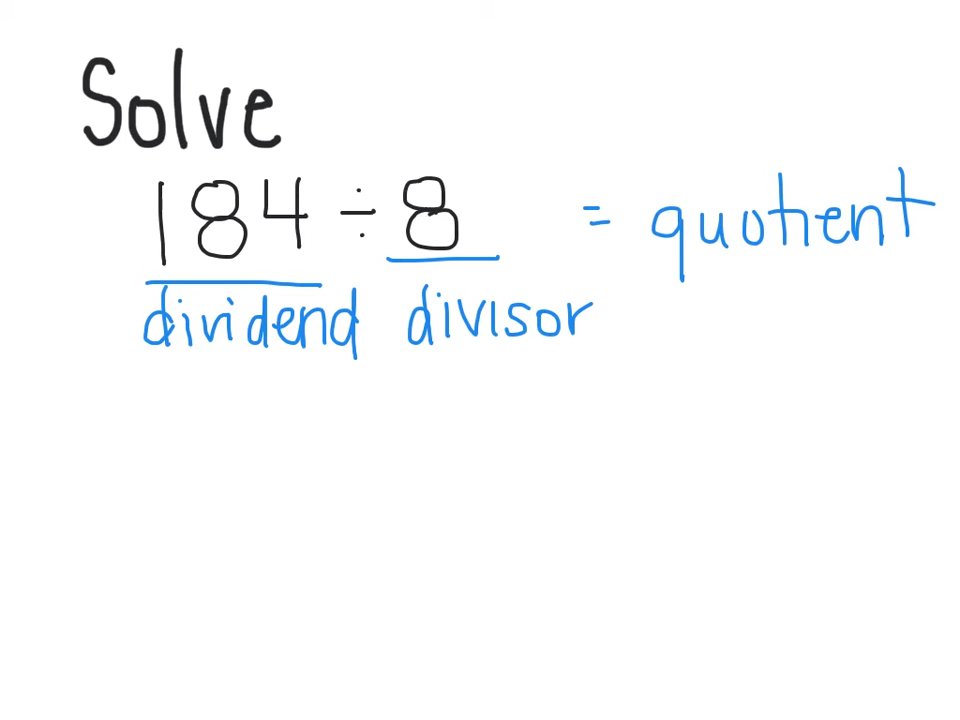 Solve
184 ÷ 8 = quotient
dividend divisor